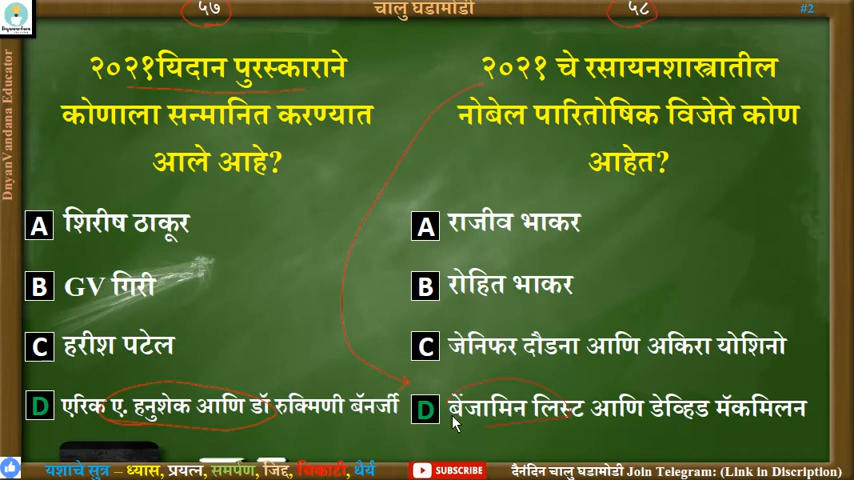 ५७
चालु घडामोडी
५८
#2
DnyanVandana Educator
२०२१यिदान पुरस्काराने
कोणाला सन्मानित करण्यात
आले आहे?
A शिरीष ठाकूर
B GV गिरी
C हरीश पटेल
D एरिक ए. हनुशेक आणि डॉ रुक्मिणी बॅनर्जी
२०२१ चे रसायनशास्त्रातील
नोबेल पारितोषिक विजेते कोण
आहेत?
A राजीव भाकर
B रोहित भाकर
C जेनिफर दौडना आणि अकिरा योशिनो
D बेंजामिन लिस्ट आणि डेव्हिड मॅकमिलन
यशाचे सुत्र – ध्यास, प्रयत्न, समर्पण, जिद्द, चिकाटी, धैर्य
SUBSCRIBE
दैनंदिन चालु घडामोडी Join Telegram: (Link in Discription)